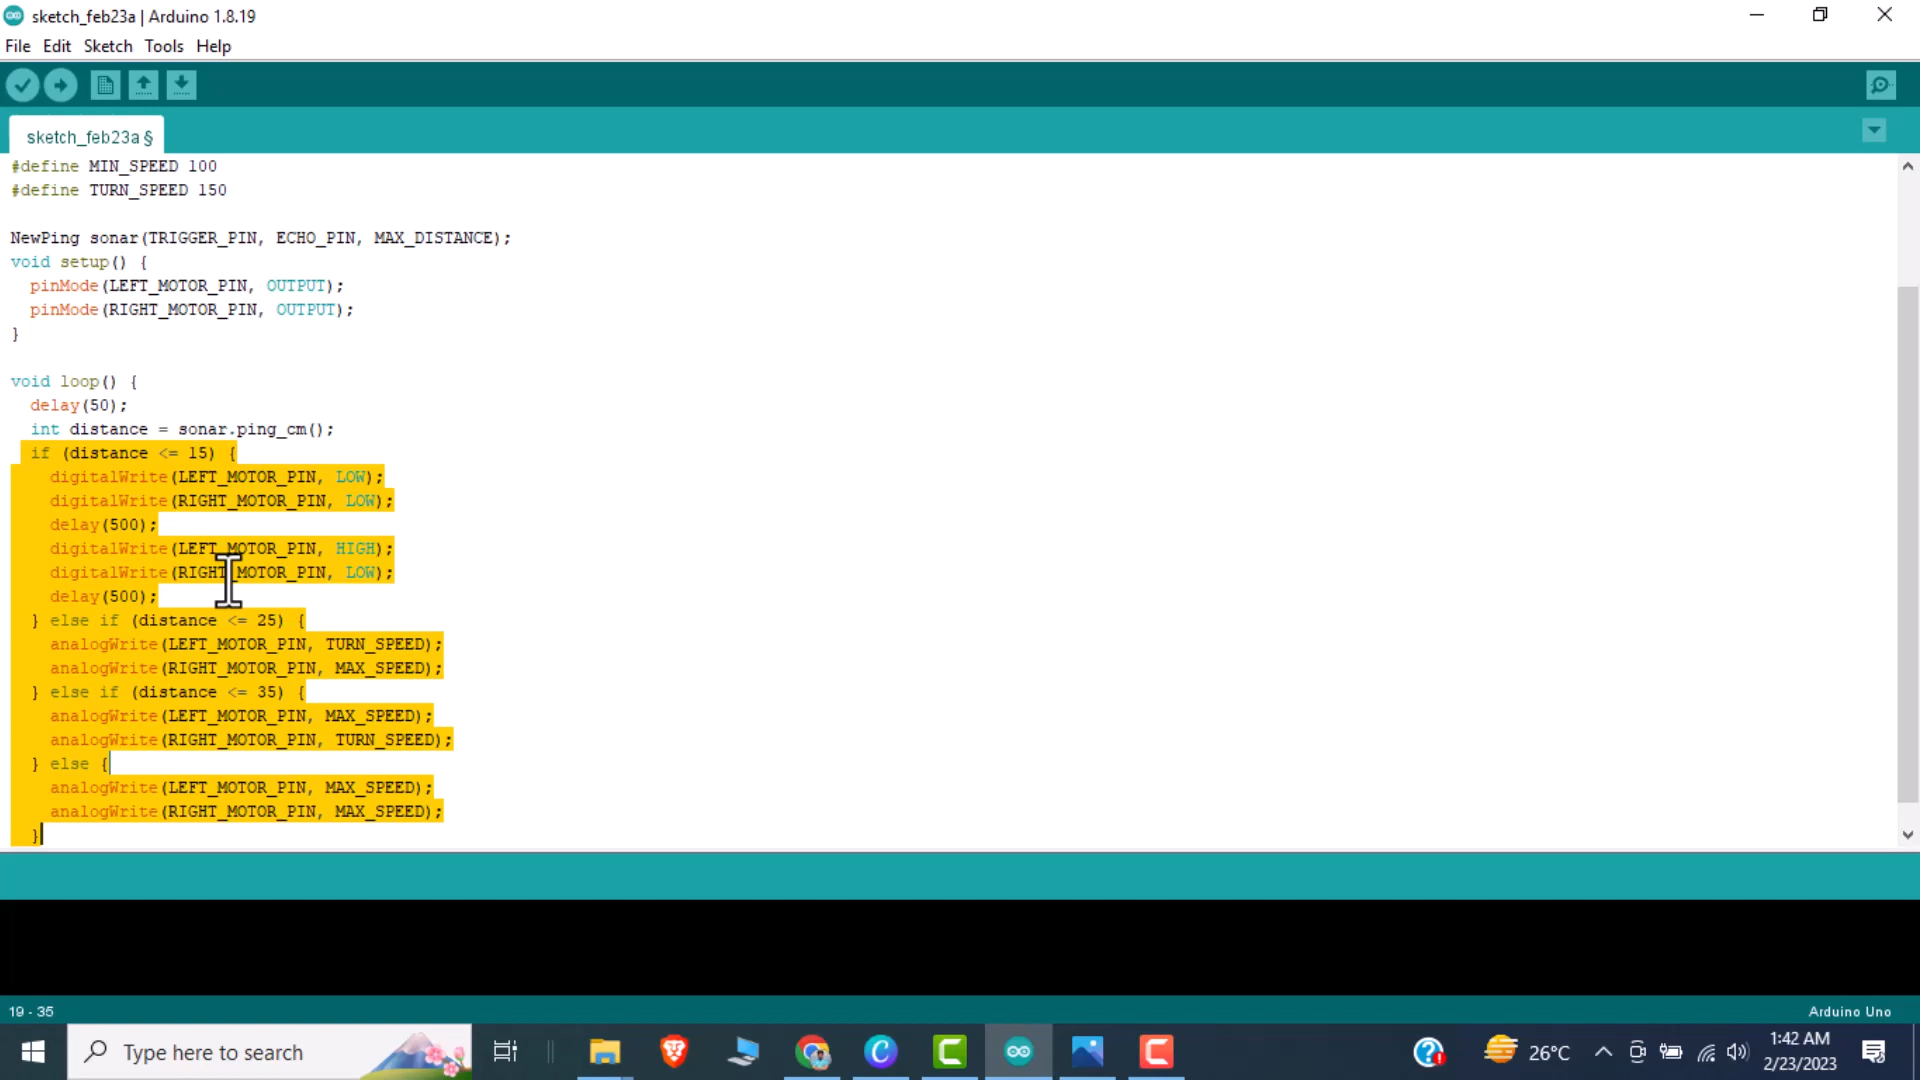 sketch_feb23a | Arduino 1.8.19
File Edit Sketch Tools Help
sketch_feb23a §
#define MIN_SPEED 100
#define TURN_SPEED 150
NewPing sonar(TRIGGER_PIN, ECHO_PIN, MAX_DISTANCE);
void setup() {
pinMode(LEFT_MOTOR_PIN, OUTPUT);
pinMode(RIGHT_MOTOR_PIN, OUTPUT);
}
void loop() {
delay(50);
int distance = sonar.ping_cm();
if (distance <= 15) {
digitalWrite(LEFT_MOTOR_PIN, LOW);
digitalWrite(RIGHT_MOTOR_PIN, LOW);
delay(500);
digitalWrite(LEFT_MOTOR_PIN, HIGH);
digitalWrite(RIGHT_MOTOR_PIN, LOW);
delay(500);
} else if (distance <= 25) {
analogWrite(LEFT_MOTOR_PIN, TURN_SPEED);
analogWrite(RIGHT_MOTOR_PIN, MAX_SPEED);
} else if (distance <= 35) {
analogWrite(LEFT_MOTOR_PIN, MAX_SPEED);
analogWrite(RIGHT_MOTOR_PIN, TURN_SPEED);
} else {
analogWrite(LEFT_MOTOR_PIN, MAX_SPEED);
analogWrite(RIGHT_MOTOR_PIN, MAX_SPEED);
}
19 - 35
Arduino Uno
Type here to search
26°C
1:42 AM
2/23/2023